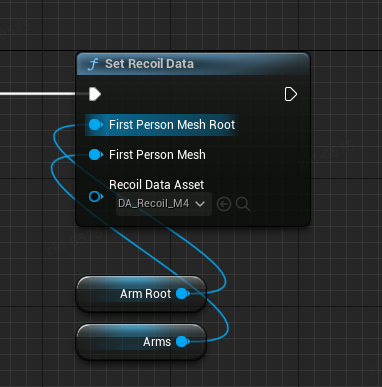 Set Recoil Data
First Person Mesh Root
First Person Mesh
Recoil Data Asset
DA_Recoil_M4
Arm Root
Arms